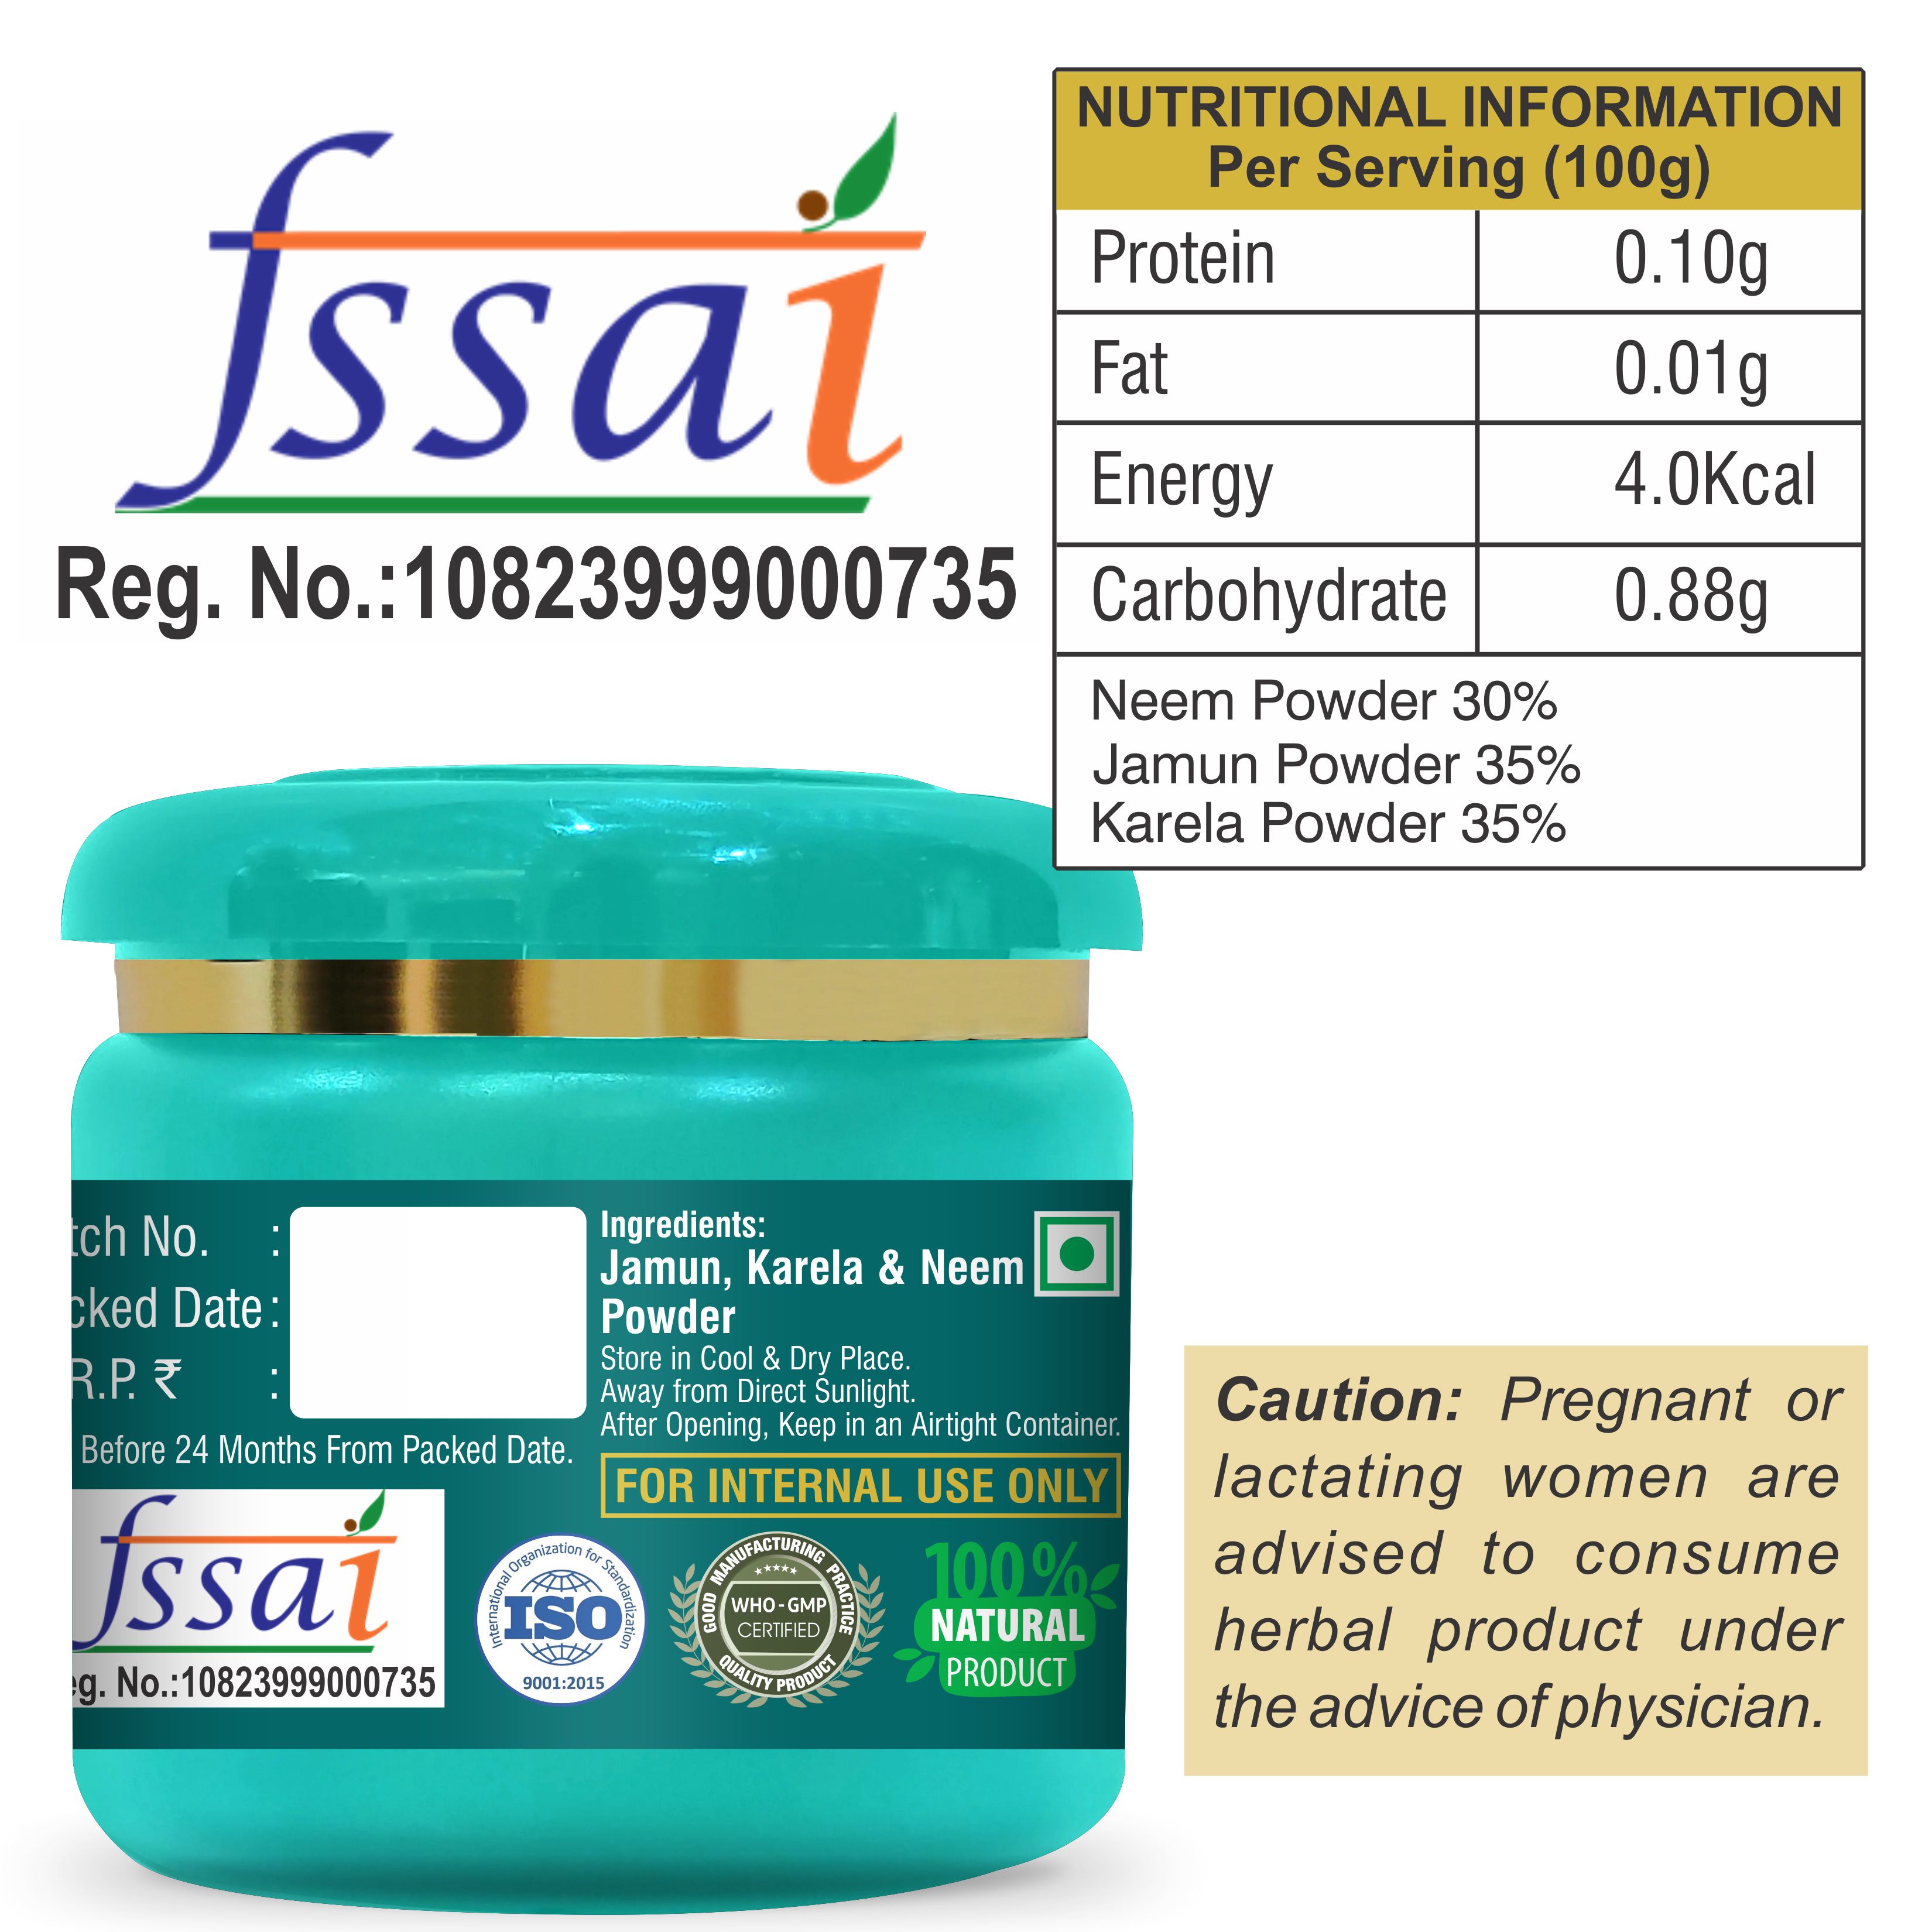 fssai
Reg. No.:10823999000735
NUTRITIONAL INFORMATION
Per Serving (100g)
Protein 0.10g
Fat 0.01g
Energy 4.0Kcal
Carbohydrate 0.88g
Neem Powder 30%
Jamun Powder 35%
Karela Powder 35%
tch No. :
cked Date :
R.P. ₹ :
Before 24 Months From Packed Date.
fssai
eg. No.:10823999000735
Ingredients:
Jamun, Karela & Neem
Powder
Store in Cool & Dry Place.
Away from Direct Sunlight.
After Opening, Keep in an Airtight Container.
FOR INTERNAL USE ONLY
International Organization for Standardization
ISO
9001:2015
GOOD MANUFACTURING PRACTICE
WHO-GMP
CERTIFIED
QUALITY PRODUCT
100%
NATURAL
PRODUCT
Caution: Pregnant or
lactating women are
advised to consume
herbal product under
the advice of physician.